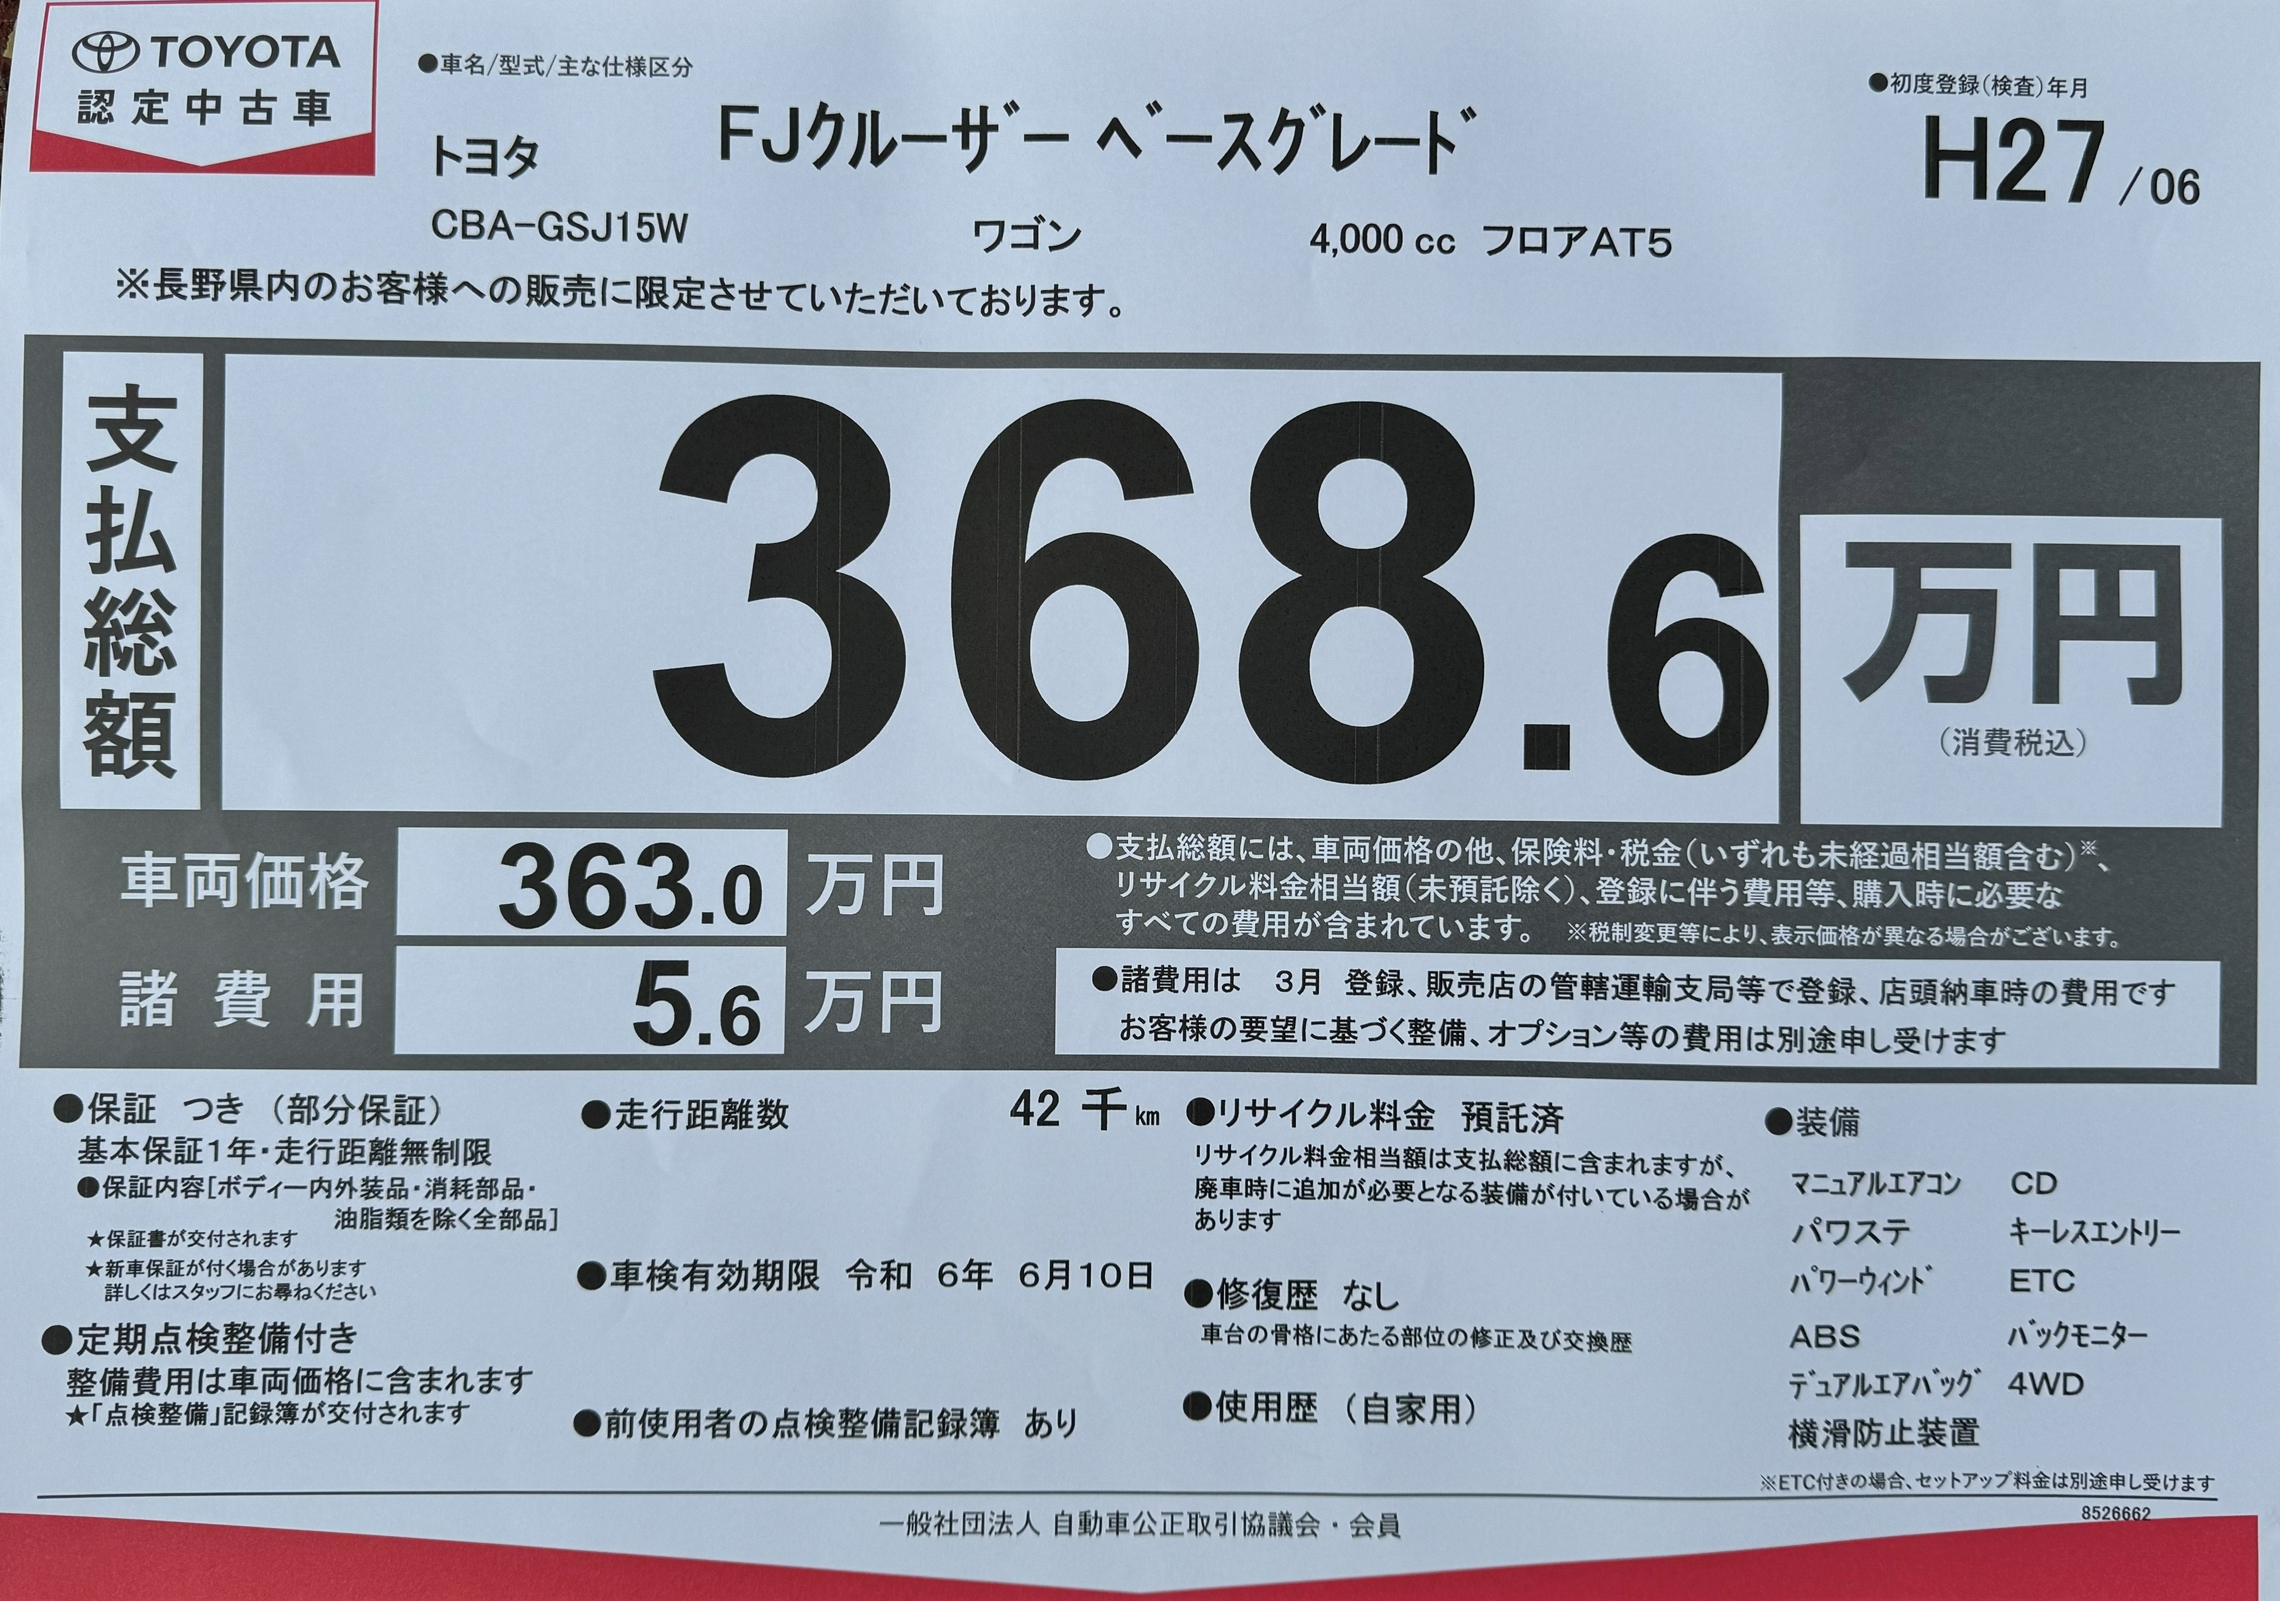 TOYOTA
認定中古車
●車名/型式/主な仕様区分
●初度登録(検査)年月
トヨタ
FJクルーザー ベースグレード
H27/06
CBA-GSJ15W ワゴン 4,000 cc フロアAT5
※長野県内のお客様への販売に限定させていただいております。
支払総額
368.6
万円
(消費税込)
車両価格 363.0 万円
諸費用 5.6 万円
●支払総額には、車両価格の他、保険料・税金(いずれも未経過相当額含む)※、
リサイクル料金相当額(未預託除く)、登録に伴う費用等、購入時に必要な
すべての費用が含まれています。 ※税制変更等により、表示価格が異なる場合がございます。
●諸費用は 3月 登録、販売店の管轄運輸支局等で登録、店頭納車時の費用です
お客様の要望に基づく整備、オプション等の費用は別途申し受けます
●保証 つき (部分保証)
基本保証1年・走行距離無制限
●保証内容[ボディー内外装品・消耗部品・
油脂類を除く全部品]
★保証書が交付されます
★新車保証が付く場合があります
詳しくはスタッフにお尋ねください
●定期点検整備付き
整備費用は車両価格に含まれます
★「点検整備」記録簿が交付されます
●走行距離数 42 千km
●車検有効期限 令和 6年 6月10日
●前使用者の点検整備記録簿 あり
●リサイクル料金 預託済
リサイクル料金相当額は支払総額に含まれますが、
廃車時に追加が必要となる装備が付いている場合が
あります
●修復歴 なし
車台の骨格にあたる部位の修正及び交換歴
●使用歴 (自家用)
●装備
マニュアルエアコン CD
パワステ キーレスエントリー
パワーウィンド ETC
ABS バックモニター
デュアルエアバッグ 4WD
横滑防止装置
※ETC付きの場合、セットアップ料金は別途申し受けます
8526662
一般社団法人 自動車公正取引協議会・会員